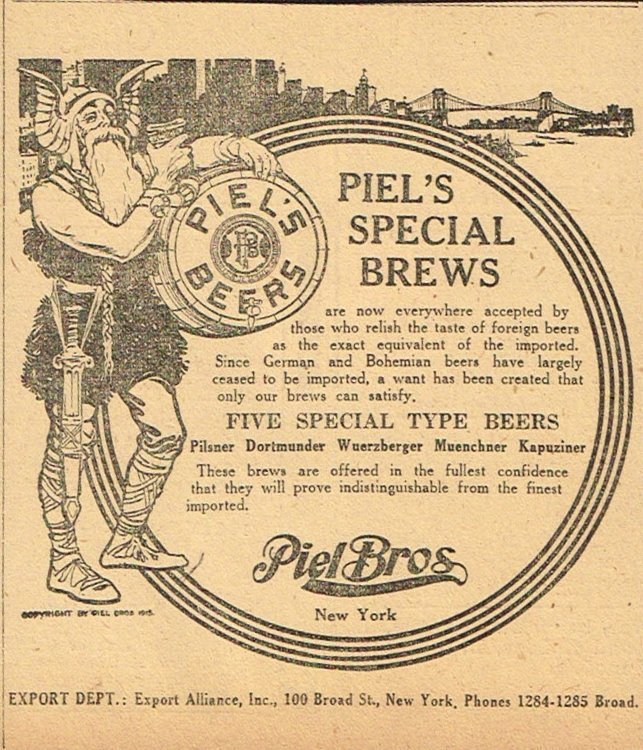 PIEL'S
BEERS
PIEL'S
SPECIAL
BREWS
are now everywhere accepted by
those who relish the taste of foreign beers
as the exact equivalent of the imported.
Since German and Bohemian beers have largely
ceased to be imported, a want has been created that
only our brews can satisfy.
FIVE SPECIAL TYPE BEERS
Pilsner Dortmunder Wuerzberger Muenchner Kapuziner
These brews are offered in the fullest confidence
that they will prove indistinguishable from the finest
imported.
Piel Bros.
New York
COPYRIGHT BY PIEL BROS 1915.
EXPORT DEPT.: Export Alliance, Inc., 100 Broad St., New York. Phones 1284-1285 Broad.